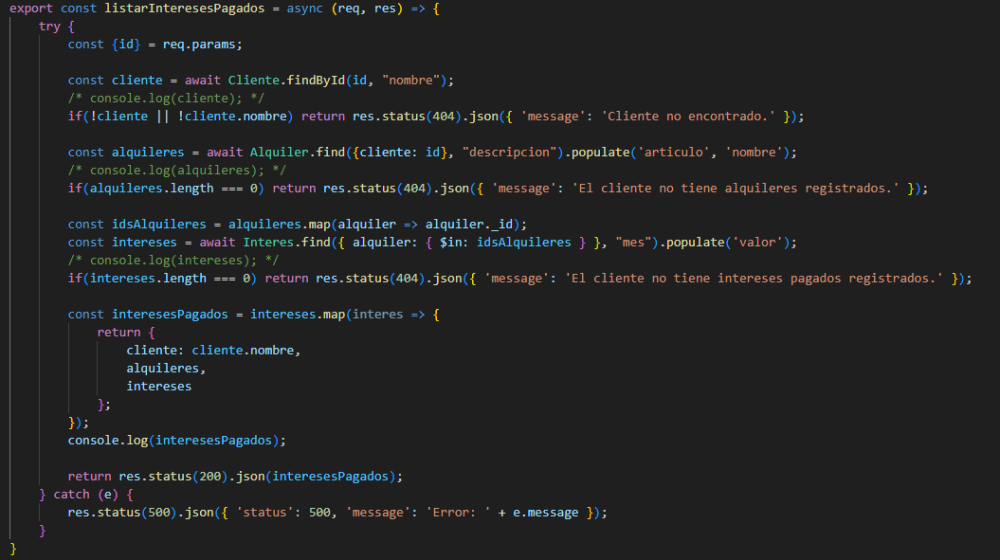 export const listarInteresesPagados = async (req, res) => {
    try {
        const {id} = req.params;

        const cliente = await Cliente.findById(id, "nombre");
        /* console.log(cliente); */
        if(!cliente || !cliente.nombre) return res.status(404).json({ 'message': 'Cliente no encontrado.' });

        const alquileres = await Alquiler.find({cliente: id}, "descripcion").populate('articulo', 'nombre');
        /* console.log(alquileres); */
        if(alquileres.length === 0) return res.status(404).json({ 'message': 'El cliente no tiene alquileres registrados.' });

        const idsAlquileres = alquileres.map(alquiler => alquiler._id);
        const intereses = await Interes.find({ alquiler: { $in: idsAlquileres } }, "mes").populate('valor');
        /* console.log(intereses); */
        if(intereses.length === 0) return res.status(404).json({ 'message': 'El cliente no tiene intereses pagados registrados.' });

        const interesesPagados = intereses.map(interes => {
            return {
                cliente: cliente.nombre,
                alquileres,
                intereses
            };
        });
        console.log(interesesPagados);

        return res.status(200).json(interesesPagados);
    } catch (e) {
        res.status(500).json({ 'status': 500, 'message': 'Error: ' + e.message });
    }
}